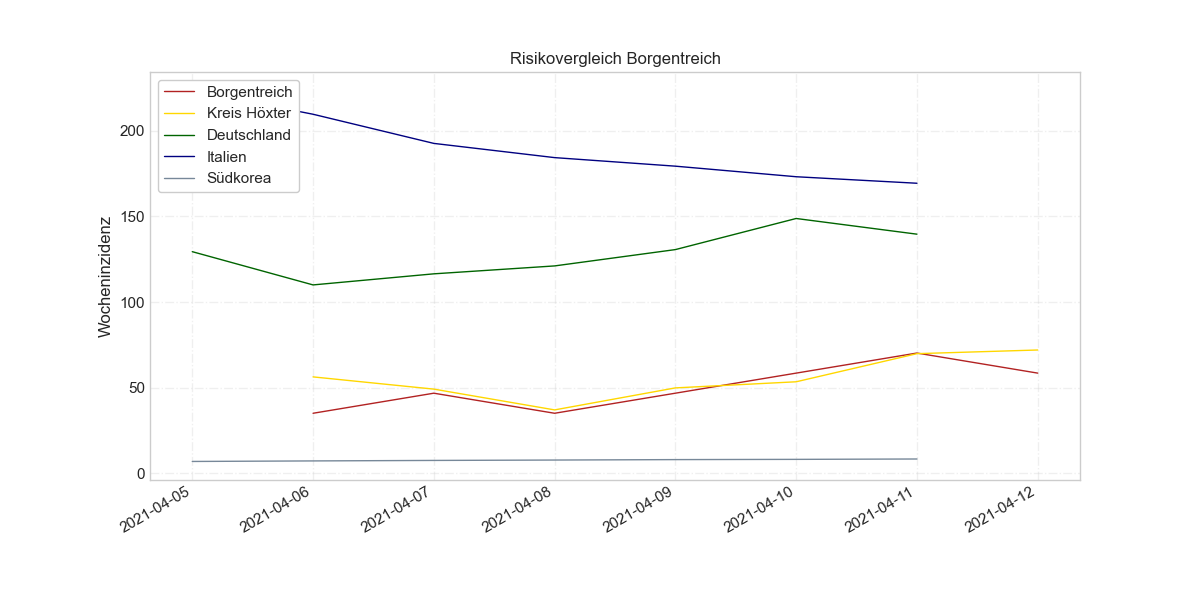 Risikovergleich Borgentreich
Borgentreich
Kreis Höxter
Deutschland
Italien
Südkorea
Wocheninzidenz
200
150
100
50
0
2021-04-05
2021-04-06
2021-04-07
2021-04-08
2021-04-09
2021-04-10
2021-04-11
2021-04-12